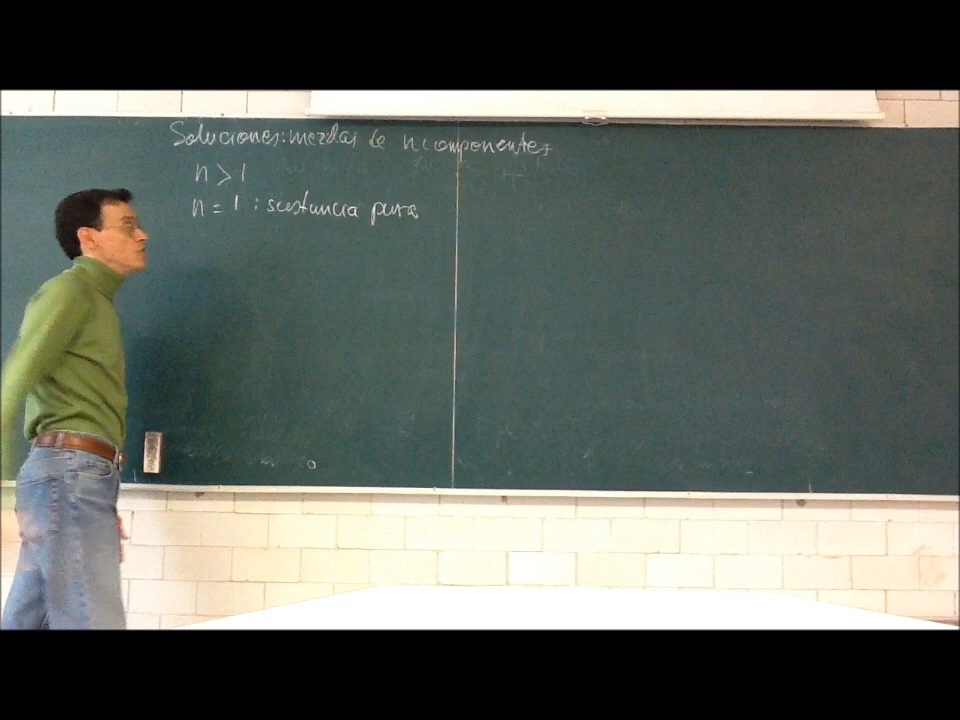 Soluciones: mezclas de n componentes
n > 1
n = 1 : sustancia pura